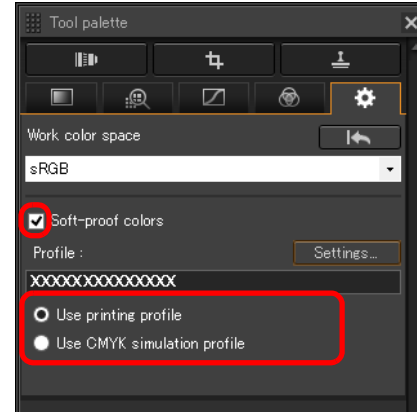 Tool palette
Work color space
sRGB
Soft-proof colors
Profile :
Settings...
XXXXXXXXXXXXXX
Use printing profile
Use CMYK simulation profile